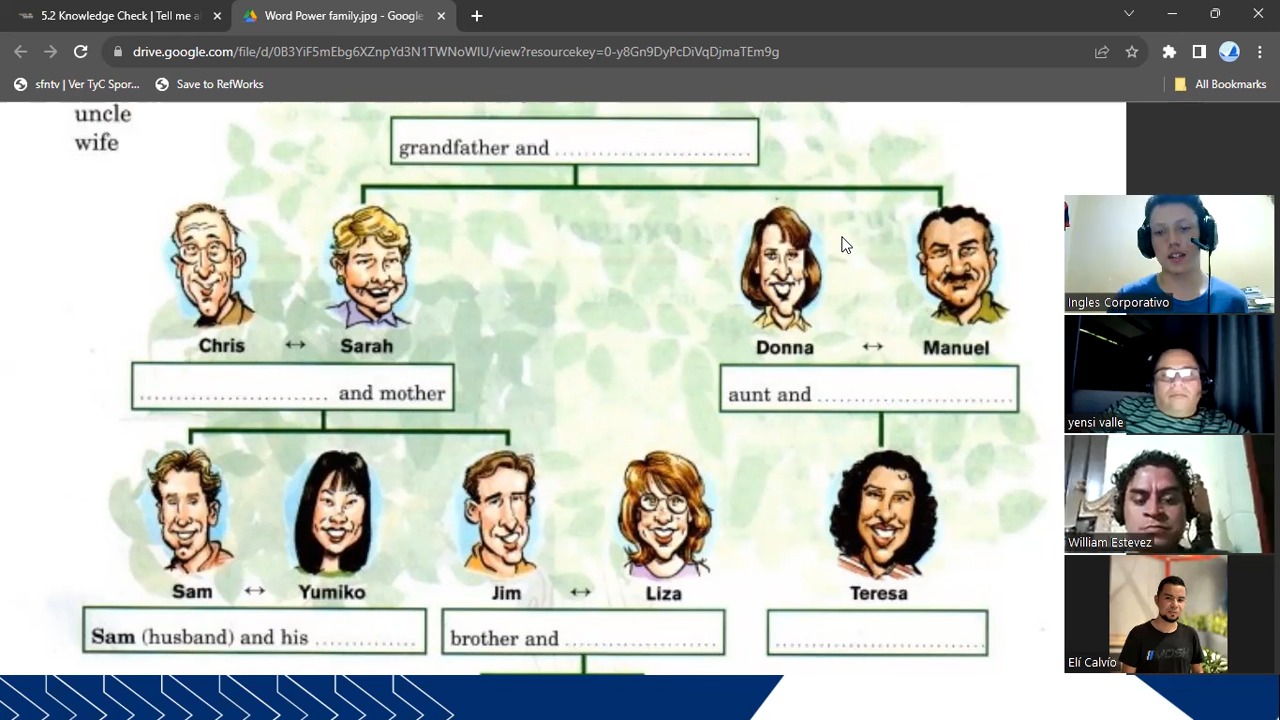 5.2 Knowledge Check | Tell me a
Word Power family.jpg - Google
drive.google.com/file/d/0B3YiF5mEbg6XZnpYd3N1TWNoWIU/view?resourcekey=0-y8Gn9DyPcDiVqDjmaTEm9g
sfntv | Ver TyC Spor...
Save to RefWorks
All Bookmarks
uncle
wife
grandfather and ..............................
Chris ↔ Sarah
Donna ↔ Manuel
.............................. and mother
aunt and ..............................
Sam ↔ Yumiko
Jim ↔ Liza
Teresa
Sam (husband) and his ...............
brother and ......................
................................
Ingles Corporativo
yensi valle
William Estevez
Elí Calvío